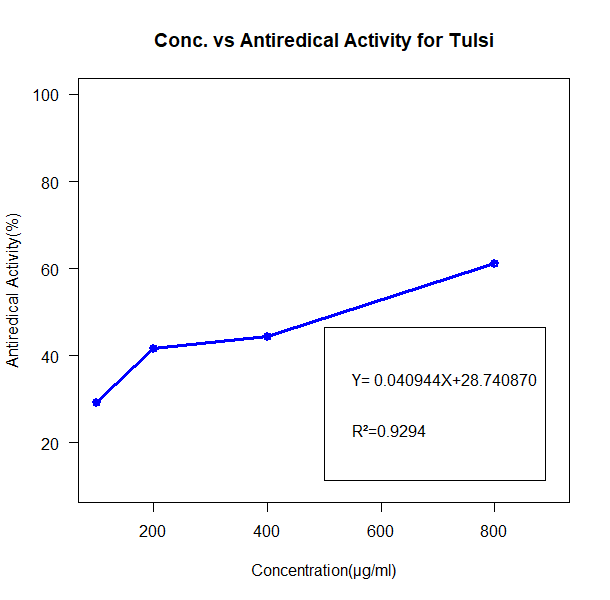 Conc. vs Antiredical Activity for Tulsi
100
80
60
40
20
Antiredical Activity(%)
Y= 0.040944X+28.740870
R²=0.9294
200 400 600 800
Concentration(μg/ml)